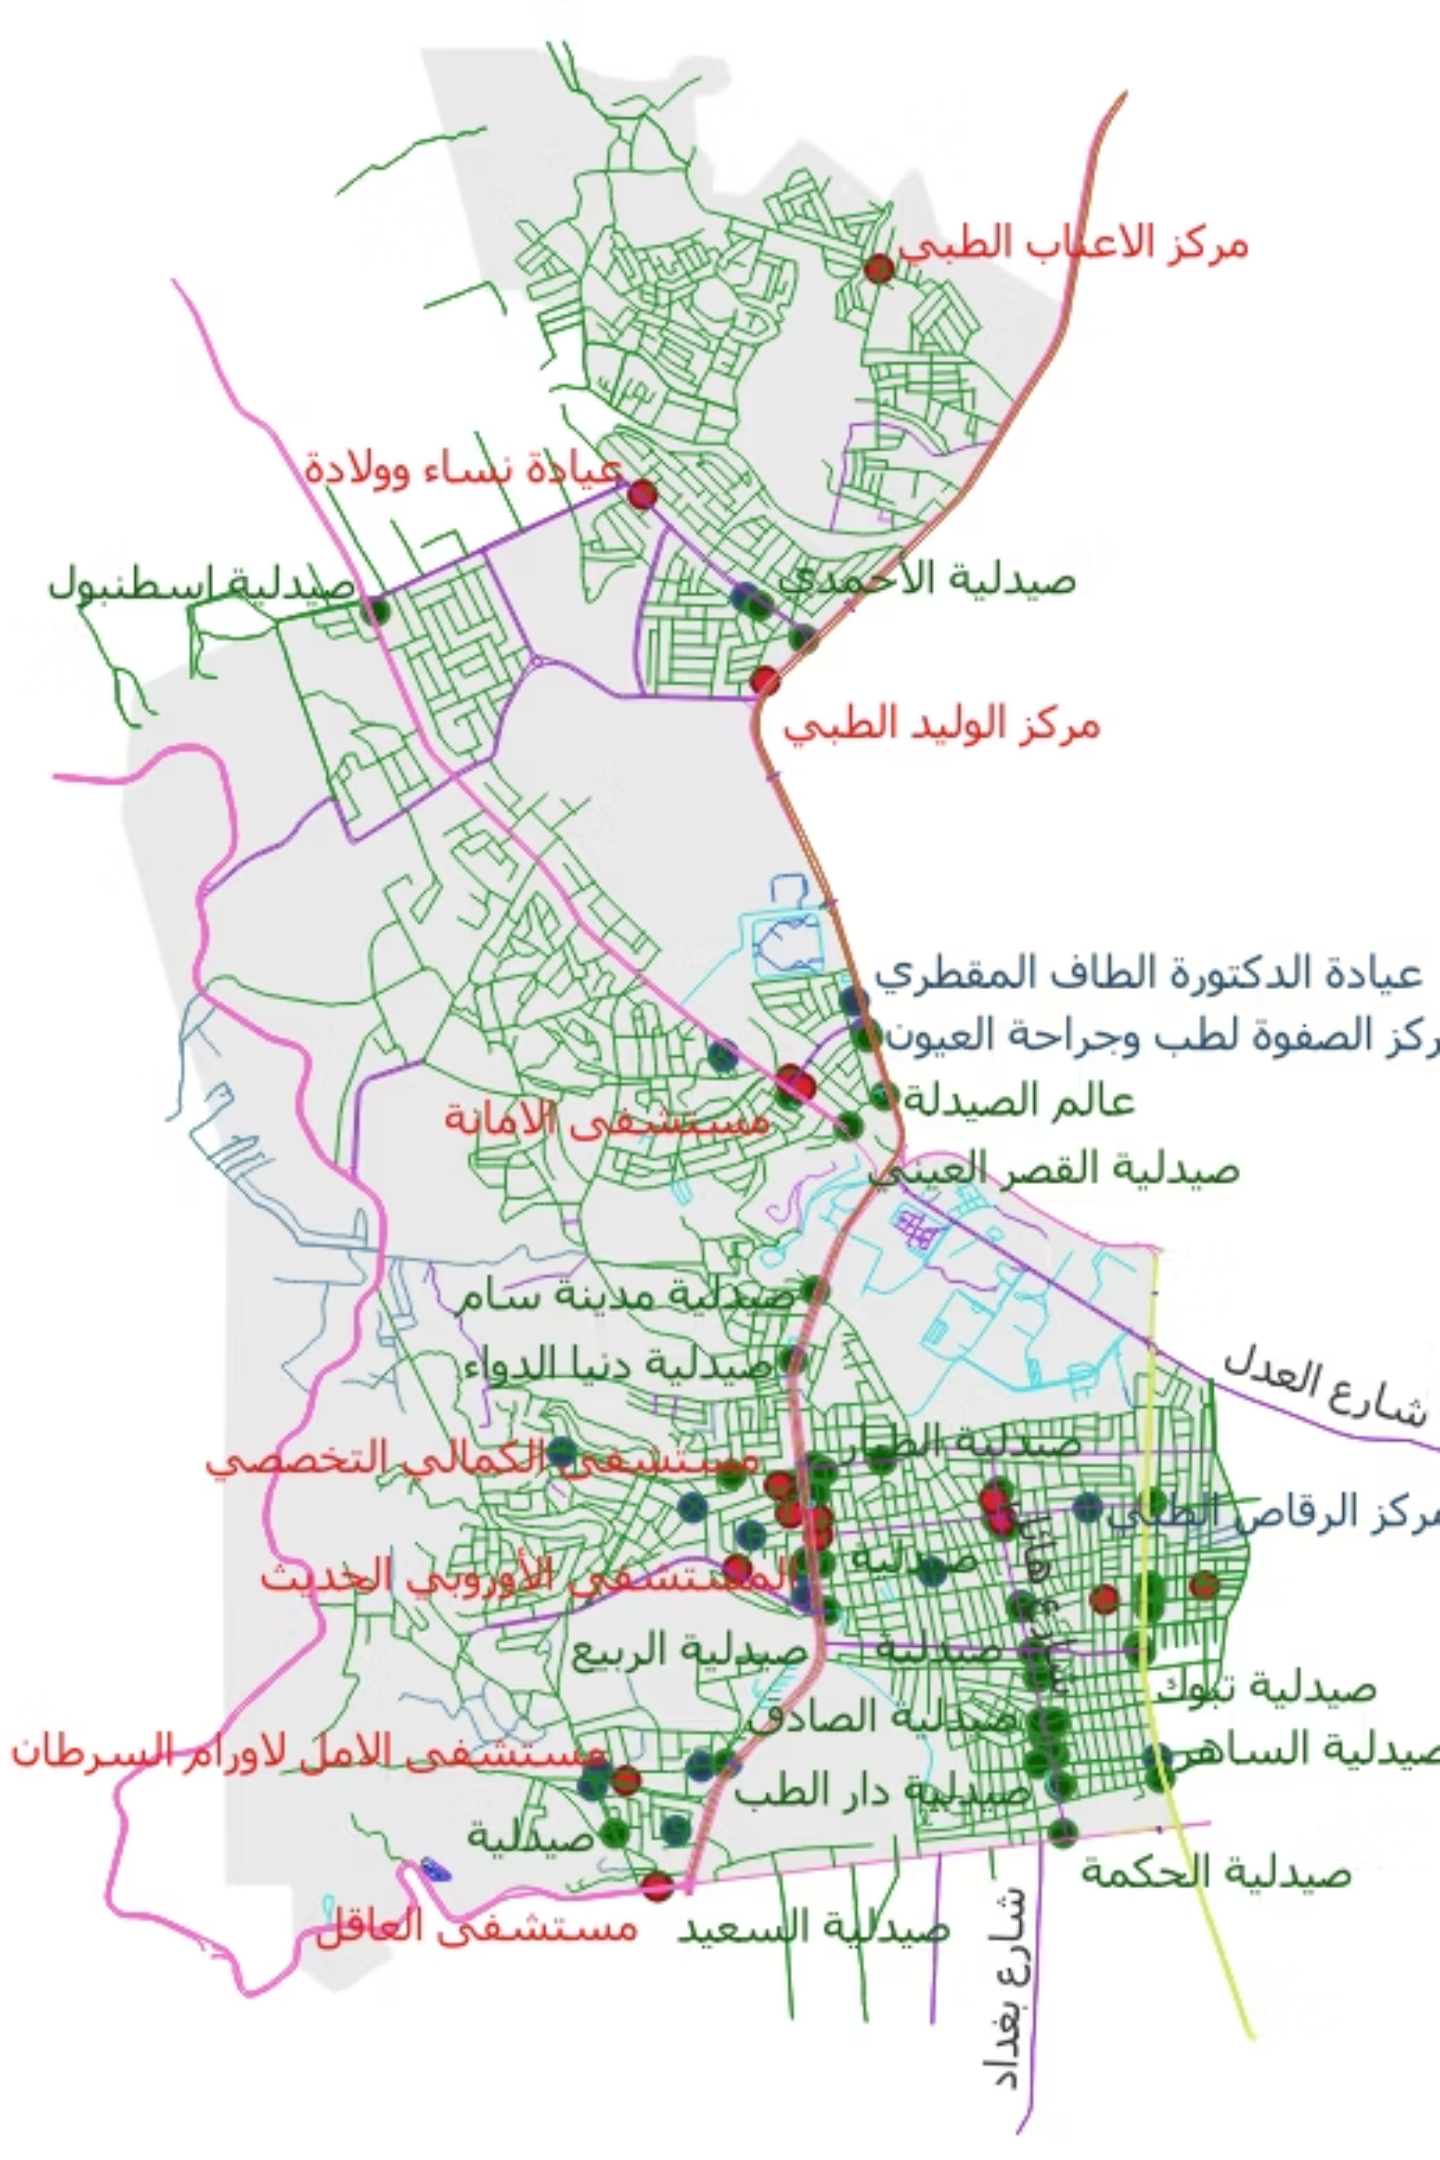 مركز الاعناب الطبي
عيادة نساء وولادة
صيدلية الاحمدي
صيدلية اسطنبول
مركز الوليد الطبي
عيادة الدكتورة الطاف المقطري
ركز الصفوة لطب وجراحة العيون
عالم الصيدلة
مستشفى الامانة
صيدلية القصر العيني
صيدلية مدينة سام
صيدلية دنيا الدواء
شارع العدل
صيدلية الطيار
مستشفى الكمالي التخصصي
مركز الرقاص الطبي
صيدلية
المستشفى الأوروبي الحديث
صيدلية الربيع
صيدلية
صيدلية تبوك
صيدلية الصادق
صيدلية الساهر
مستشفى الامل لاورام السرطان
صيدلية دار الطب
صيدلية
صيدلية الحكمة
مستشفى العاقل
صيدلية السعيد
شارع بغداد